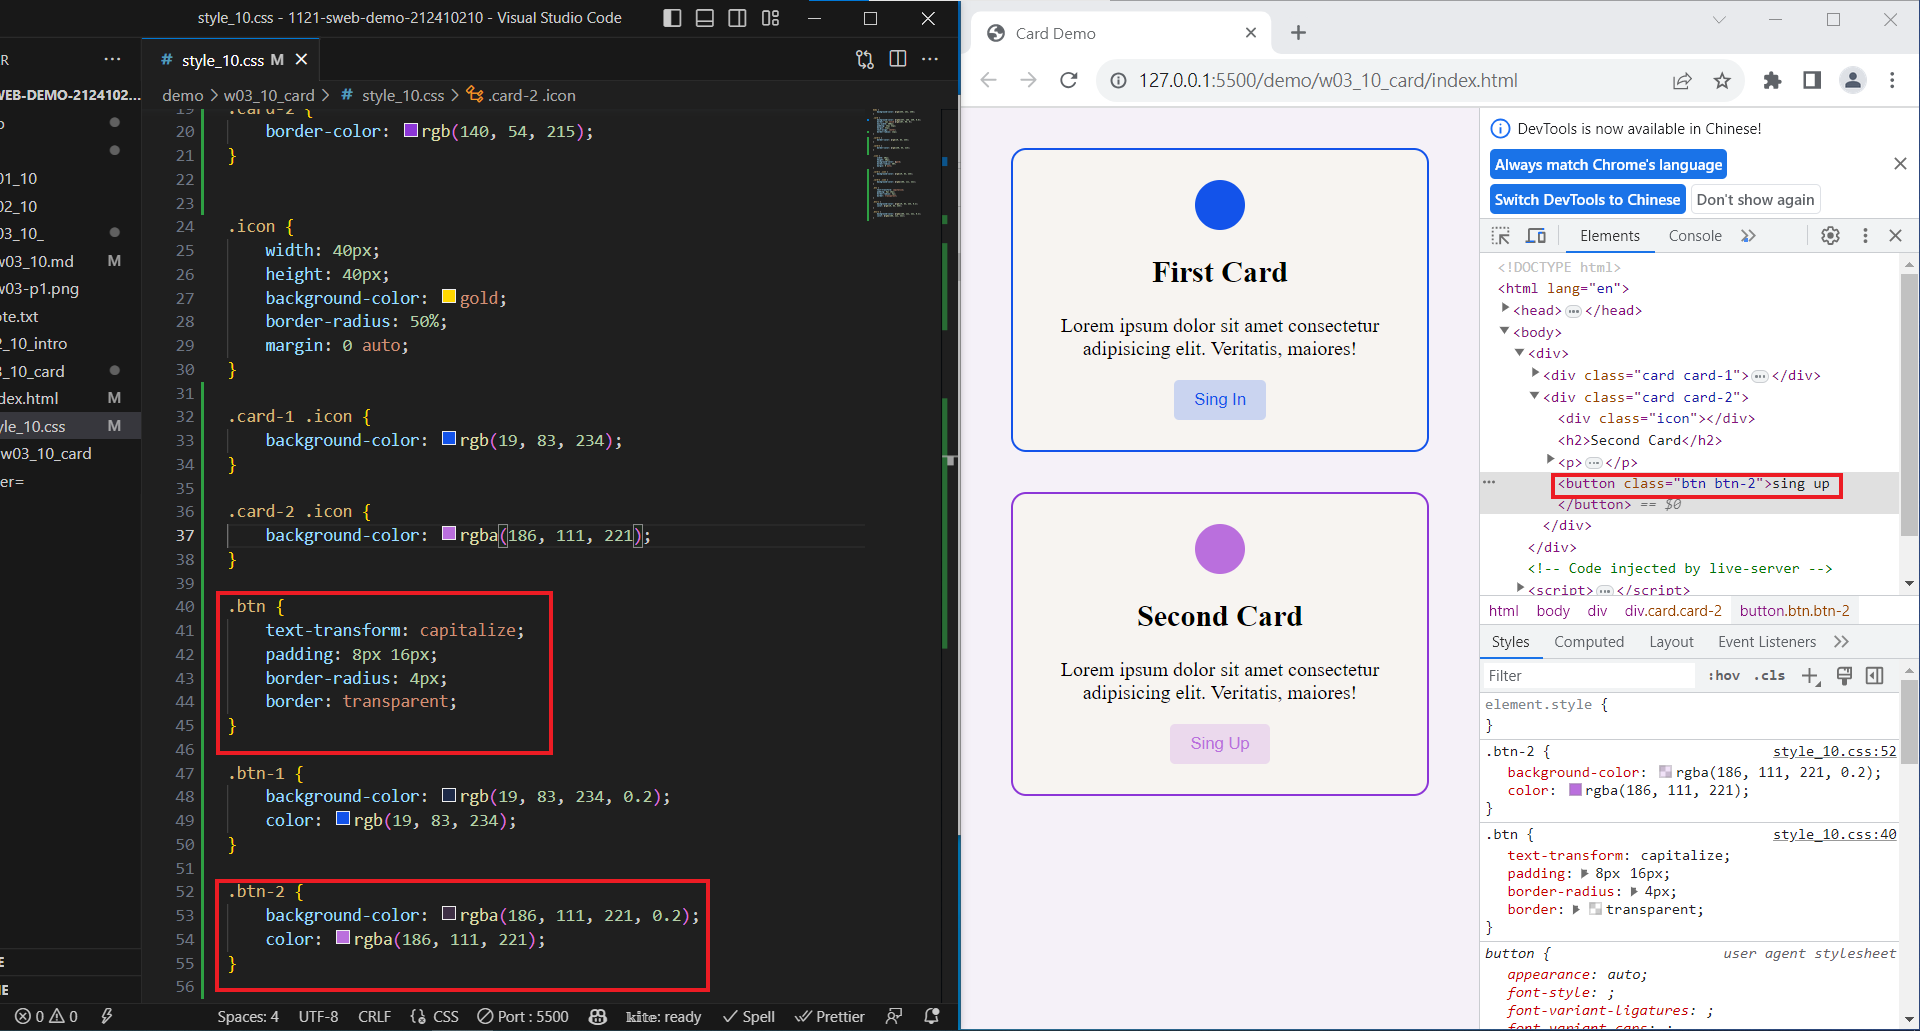 style_10.css - 1121-sweb-demo-212410210 - Visual Studio Code
R
WEB-DEMO-2124102...
01_10
02_10
03_10_
w03_10.md M
w03-p1.png
ote.txt
2_10_intro
3_10_card
dex.html M
yle_10.css M
w03_10_card
er=
E
NE
# style_10.css M
demo > w03_10_card > # style_10.css > .card-2 .icon
19 .card-2 {
20 border-color: rgb(140, 54, 215);
21 }
22
23
24 .icon {
25 width: 40px;
26 height: 40px;
27 background-color: gold;
28 border-radius: 50%;
29 margin: 0 auto;
30 }
31
32 .card-1 .icon {
33 background-color: rgb(19, 83, 234);
34 }
35
36 .card-2 .icon {
37 background-color: rgba(186, 111, 221);
38 }
39
40 .btn {
41 text-transform: capitalize;
42 padding: 8px 16px;
43 border-radius: 4px;
44 border: transparent;
45 }
46
47 .btn-1 {
48 background-color: rgb(19, 83, 234, 0.2);
49 color: rgb(19, 83, 234);
50 }
51
52 .btn-2 {
53 background-color: rgba(186, 111, 221, 0.2);
54 color: rgba(186, 111, 221);
55 }
56
0 0 Spaces: 4 UTF-8 CRLF CSS Port : 5500 kite: ready Spell Prettier
Card Demo
127.0.0.1:5500/demo/w03_10_card/index.html
First Card
Lorem ipsum dolor sit amet consectetur
adipisicing elit. Veritatis, maiores!
Sing In
Second Card
Lorem ipsum dolor sit amet consectetur
adipisicing elit. Veritatis, maiores!
Sing Up
DevTools is now available in Chinese!
Always match Chrome's language
Switch DevTools to Chinese Don't show again
Elements Console
<!DOCTYPE html>
<html lang="en">
<head> … </head>
<body>
<div>
<div class="card card-1"> … </div>
<div class="card card-2">
<div class="icon"></div>
<h2>Second Card</h2>
<p> … </p>
<button class="btn btn-2">sing up
</button> == $0
</div>
</div>
<!-- Code injected by live-server -->
<script> … </script>
html body div div.card.card-2 button.btn.btn-2
Styles Computed Layout Event Listeners
Filter :hov .cls
element.style {
}
.btn-2 { style_10.css:52
background-color: rgba(186, 111, 221, 0.2);
color: rgba(186, 111, 221);
}
.btn { style_10.css:40
text-transform: capitalize;
padding: 8px 16px;
border-radius: 4px;
border: transparent;
}
button { user agent stylesheet
appearance: auto;
font-style: ;
font-variant-ligatures: ;
font-variant-caps: ;